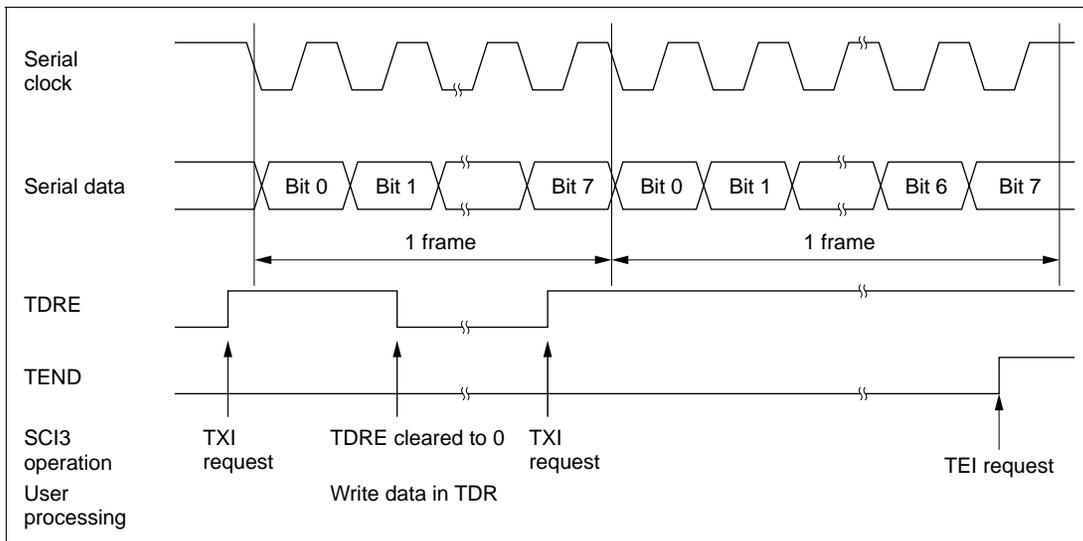 Serial
clock
Serial data
Bit 0
Bit 1
Bit 7
Bit 0
Bit 1
Bit 6
Bit 7
1 frame
1 frame
TDRE
TEND
SCI3
operation
TXI
request
TDRE cleared to 0
TXI
request
TEI request
User
processing
Write data in TDR